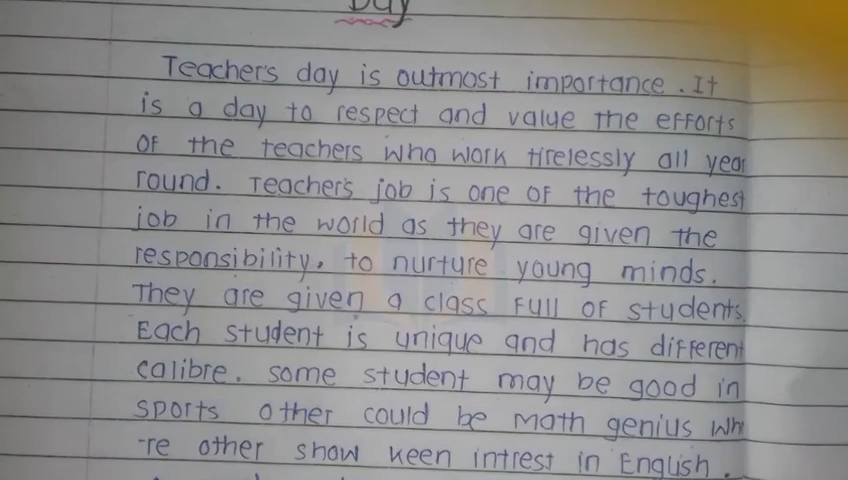 Day
Teachers day is outmost importance. It
is a day to respect and value the efforts
of the teachers who work tirelessly all year
round. Teacher's job is one of the toughest
job in the world as they are given the
responsibility, to nurture young minds.
They are given a class full of students.
Each student is unique and has different
calibre. some student may be good in
sports other could be math genius whe
-re other show keen intrest in English.